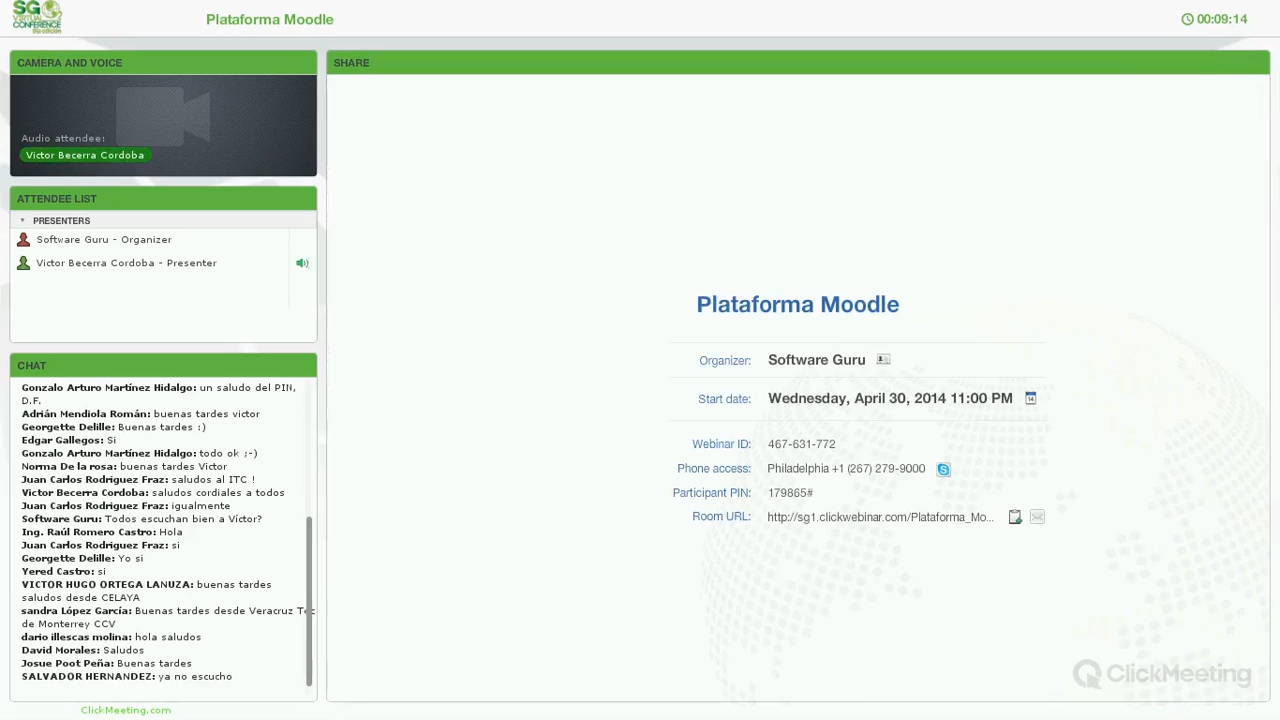 SG
VIRTUAL
CONFERENCE
Plataforma Moodle
00:09:14
CAMERA AND VOICE
Audio attendee:
Victor Becerra Cordoba
ATTENDEE LIST
PRESENTERS
Software Guru - Organizer
Victor Becerra Cordoba - Presenter
CHAT
Gonzalo Arturo Martínez Hidalgo: un saludo del PIN,
D.F.
Adrián Mendiola Román: buenas tardes victor
Georgette Delille: Buenas tardes :)
Edgar Gallegos: Si
Gonzalo Arturo Martínez Hidalgo: todo ok ;-)
Norma De la rosa: buenas tardes Victor
Juan Carlos Rodriguez Fraz: saludos al ITC !
Victor Becerra Cordoba: saludos cordiales a todos
Juan Carlos Rodriguez Fraz: igualmente
Software Guru: Todos escuchan bien a Víctor?
Ing. Raúl Romero Castro: Hola
Juan Carlos Rodriguez Fraz: si
Georgette Delille: Yo si
Yered Castro: si
VICTOR HUGO ORTEGA LANUZA: buenas tardes
saludos desde CELAYA
sandra López García: Buenas tardes desde Veracruz Tec
de Monterrey CCV
dario illescas molina: hola saludos
David Morales: Saludos
Josue Poot Peña: Buenas tardes
SALVADOR HERNANDEZ: ya no escucho
ClickMeeting.com
SHARE
Plataforma Moodle
Organizer: Software Guru
Start date: Wednesday, April 30, 2014 11:00 PM
Webinar ID: 467-631-772
Phone access: Philadelphia +1 (267) 279-9000
Participant PIN: 179865#
Room URL: http://sg1.clickwebinar.com/Plataforma_Mo...
ClickMeeting